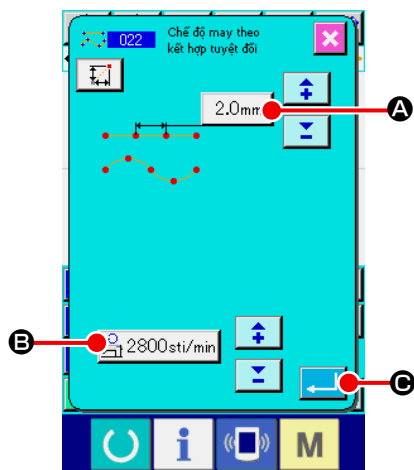 022
Chế độ may theo
kết hợp tuyệt đối
2.0mm
A
B
2800sti/min
C
i
M